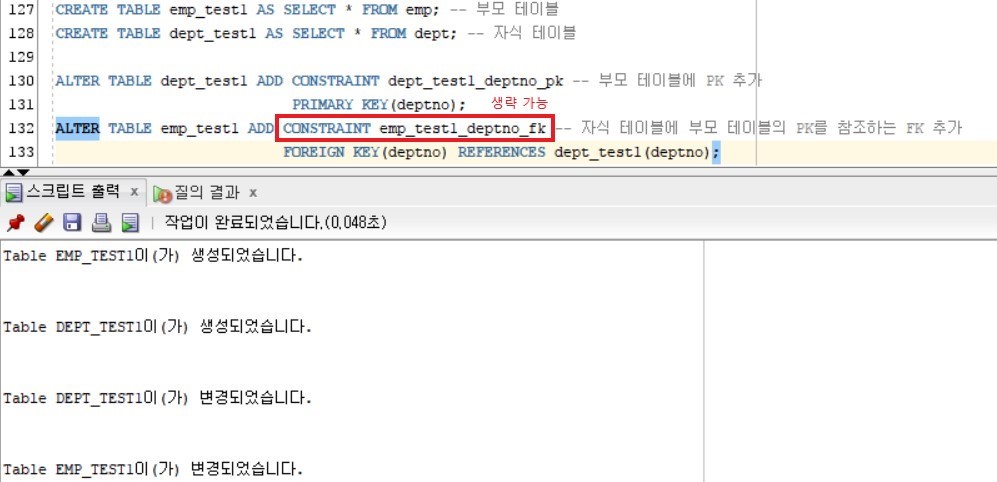 127 CREATE TABLE emp_test1 AS SELECT * FROM emp; -- 부모 테이블
128 CREATE TABLE dept_test1 AS SELECT * FROM dept; -- 자식 테이블
129
130 ALTER TABLE dept_test1 ADD CONSTRAINT dept_test1_deptno_pk -- 부모 테이블에 PK 추가
131 PRIMARY KEY(deptno); 생략 가능
132 ALTER TABLE emp_test1 ADD CONSTRAINT emp_test1_deptno_fk -- 자식 테이블에 부모 테이블의 PK를 참조하는 FK 추가
133 FOREIGN KEY(deptno) REFERENCES dept_test1(deptno);
스크립트 출력 x 질의 결과 x
작업이 완료되었습니다.(0.048초)
Table EMP_TEST1이(가) 생성되었습니다.
Table DEPT_TEST1이(가) 생성되었습니다.
Table DEPT_TEST1이(가) 변경되었습니다.
Table EMP_TEST1이(가) 변경되었습니다.